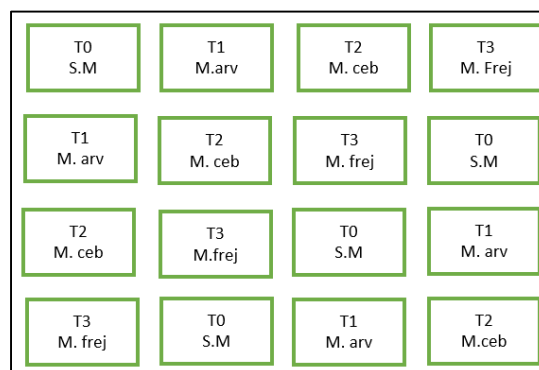 T0 T1 T2 T3
S.M M.arv M. ceb M. Frej
T1 T2 T3 T0
M. arv M. ceb M. frej S.M
T2 T3 T0 T1
M. ceb M.frej S.M M. arv
T3 T0 T1 T2
M. frej S.M M. arv M.ceb